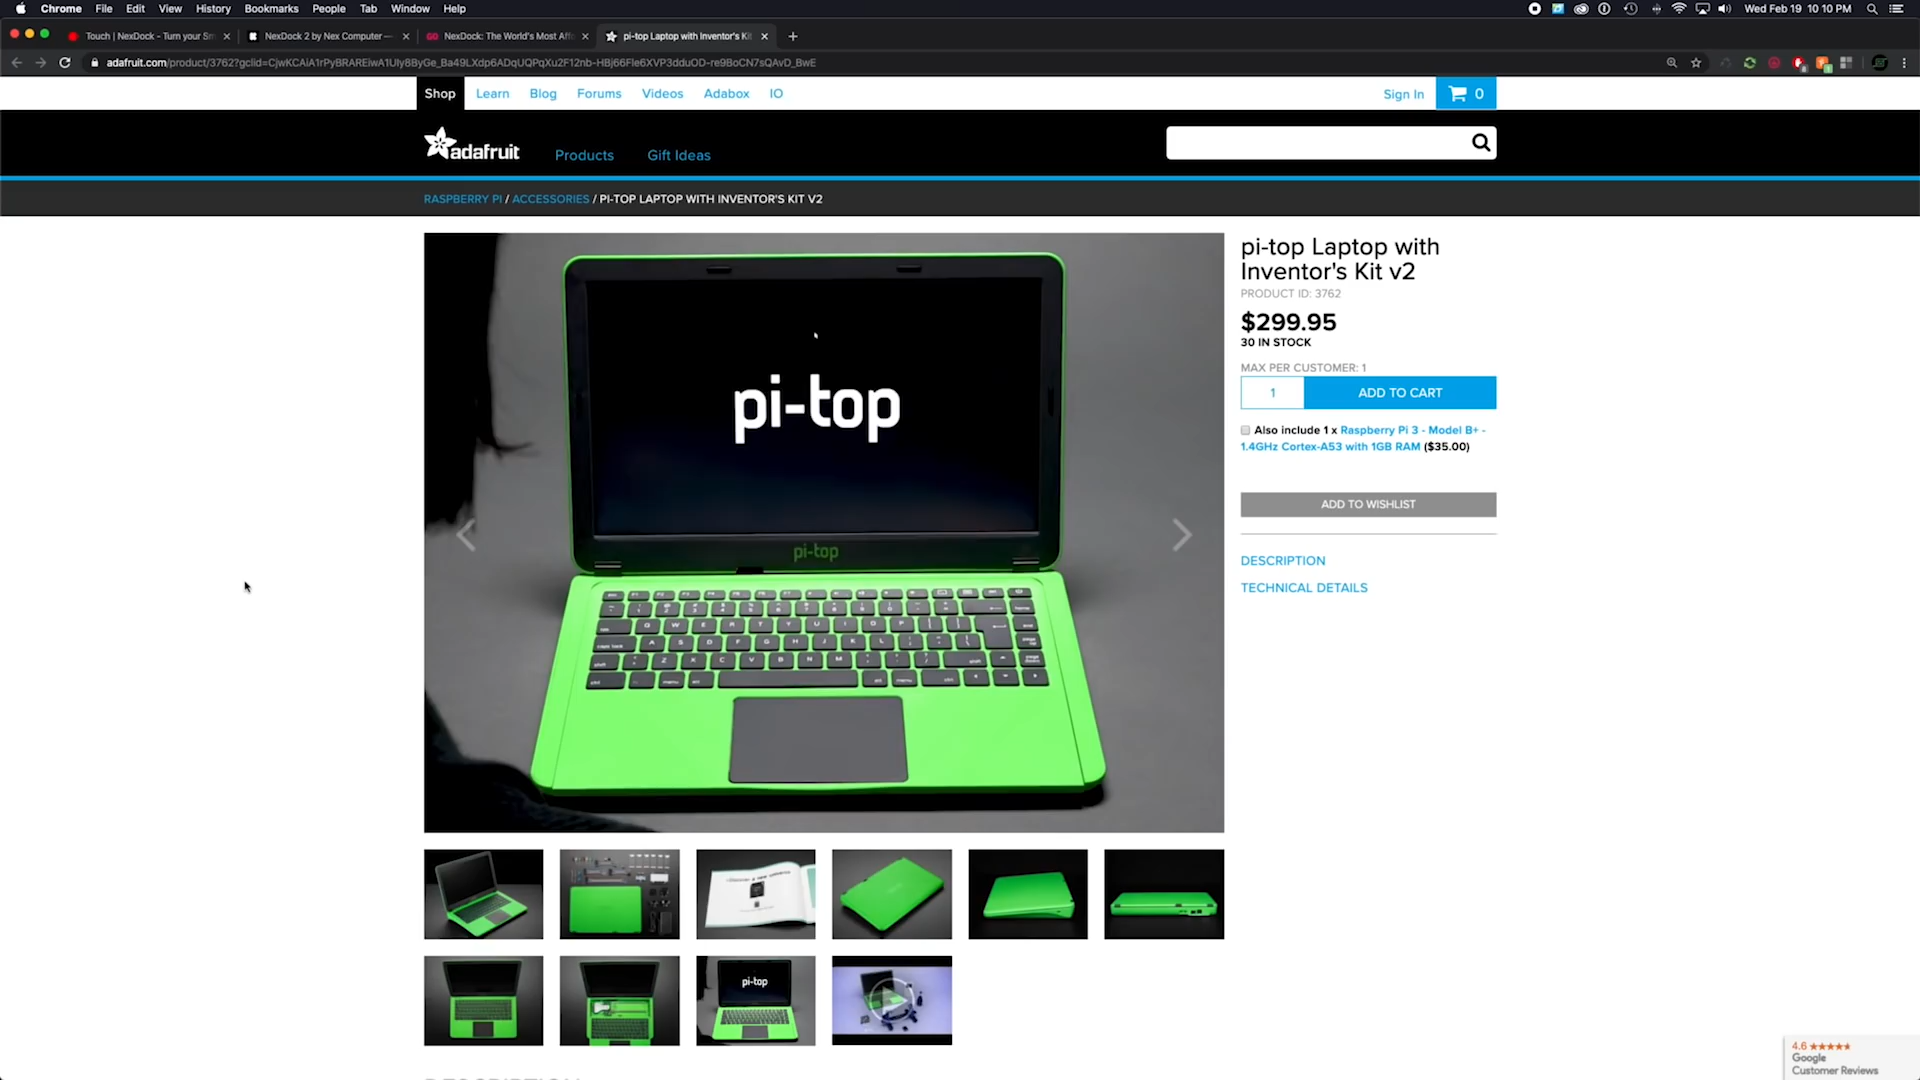 Chrome File Edit View History Bookmarks People Tab Window Help
Wed Feb 19 10:10 PM
Touch | NexDock - Turn your Sm
NexDock 2 by Nex Computer —
NexDock: The World's Most Aff
pi-top Laptop with Inventor's Ki
adafruit.com/product/3762?gclid=CjwKCAiA1rPyBRAREiwA1UIy8ByGe_Ba49LXdp6ADqUQPqXu2F12nb-HBj66Fle6XVP3dduOD-re9BoCN7sQAvD_BwE
Shop Learn Blog Forums Videos Adabox IO
Sign In 0
adafruit Products Gift Ideas
RASPBERRY PI / ACCESSORIES / PI-TOP LAPTOP WITH INVENTOR'S KIT V2
pi-top
pi-top
pi-top Laptop with
Inventor's Kit v2
PRODUCT ID: 3762
$299.95
30 IN STOCK
MAX PER CUSTOMER: 1
1 ADD TO CART
Also include 1 x Raspberry Pi 3 - Model B+ -
1.4GHz Cortex-A53 with 1GB RAM ($35.00)
ADD TO WISHLIST
DESCRIPTION
TECHNICAL DETAILS
pi-top
DESCRIPTION
4.6
Google
Customer Reviews